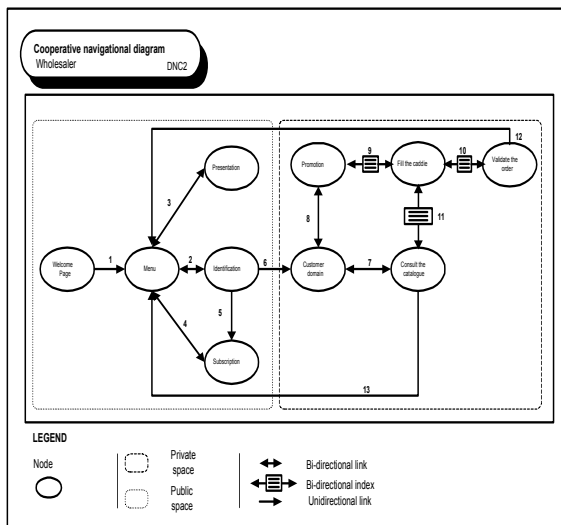 Cooperative navigational diagram
Wholesaler DNC2
12
9
10
Promotion
Fill the caddie
Validate the
order
Presentation
3
8
11
Welcome
Page
1
Menu
2
Identification
6
Customer
domain
7
Consult the
catalogue
4
5
Subscription
13
LEGEND
Node
Private
space
Public
space
Bi-directional link
Bi-directional index
Unidirectional link